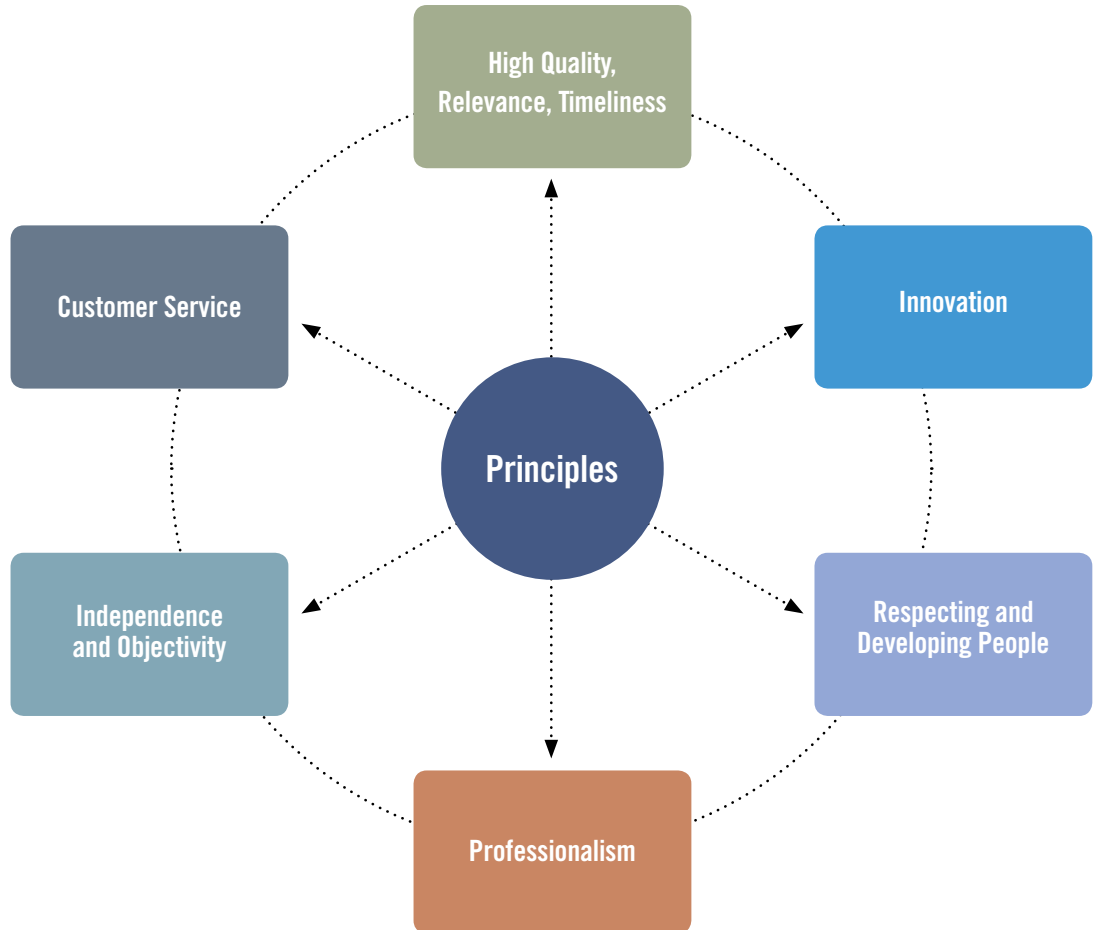 High Quality,
Relevance, Timeliness
Customer Service
Innovation
Principles
Independence
and Objectivity
Respecting and
Developing People
Professionalism